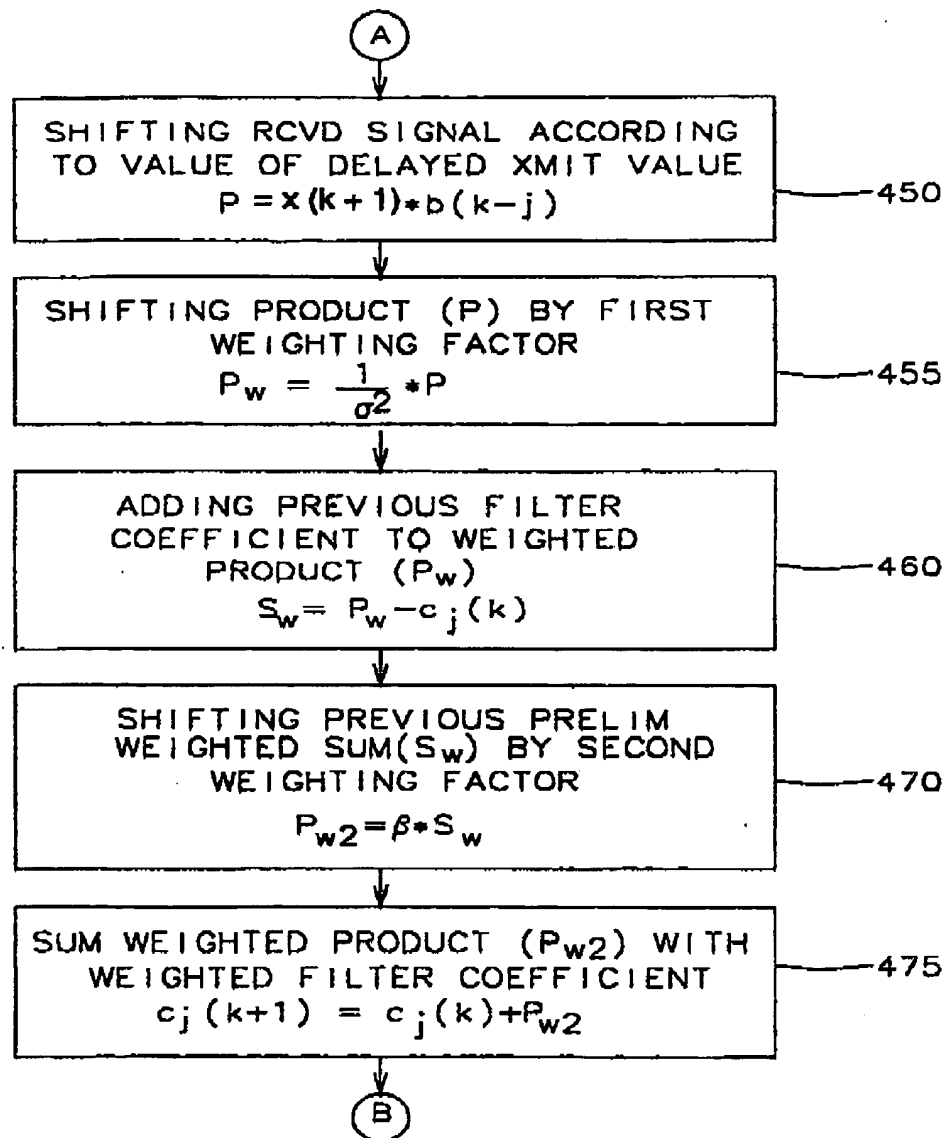 A
SHIFTING RCVD SIGNAL ACCORDING
TO VALUE OF DELAYED XMIT VALUE
P = x(k+1)*b(k-j)
450
SHIFTING PRODUCT (P) BY FIRST
WEIGHTING FACTOR
P_w = 1/σ² * P
455
ADDING PREVIOUS FILTER
COEFFICIENT TO WEIGHTED
PRODUCT (P_w)
S_w = P_w - c_j(k)
460
SHIFTING PREVIOUS PRELIM
WEIGHTED SUM(S_w) BY SECOND
WEIGHTING FACTOR
P_w2 = β*S_w
470
SUM WEIGHTED PRODUCT (P_w2) WITH
WEIGHTED FILTER COEFFICIENT
c_j(k+1) = c_j(k)+P_w2
475
B